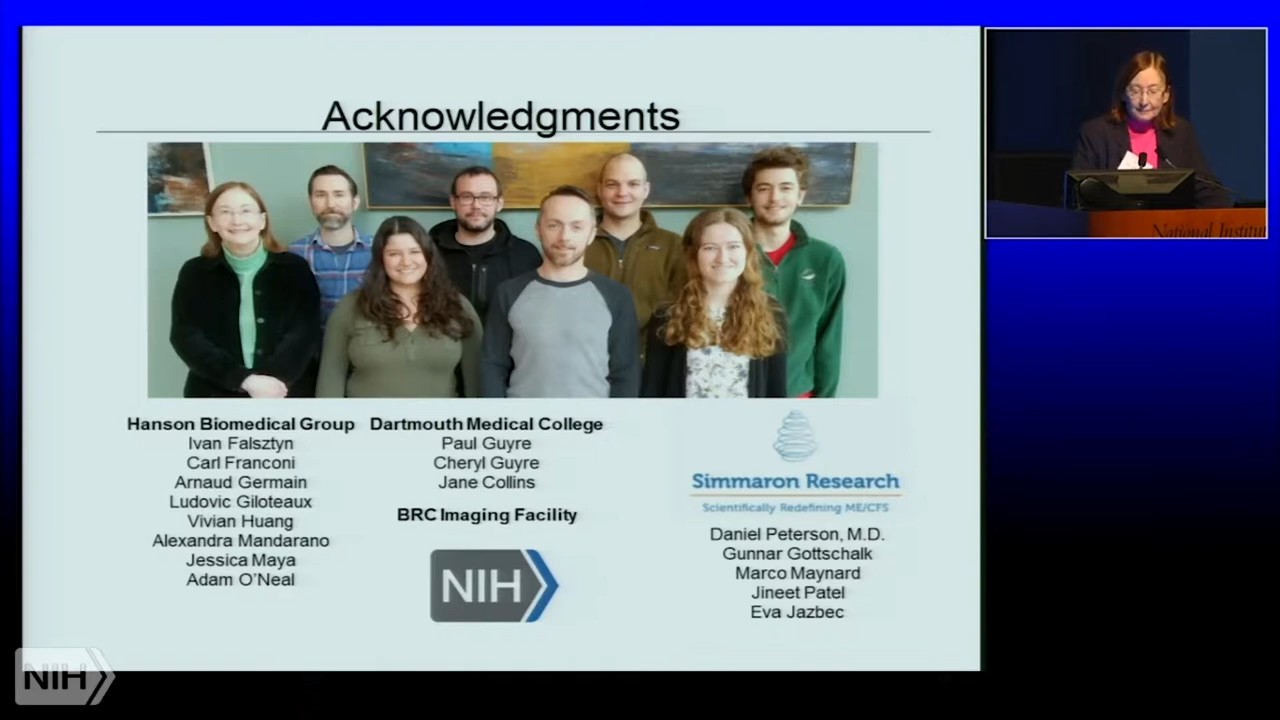 Acknowledgments
Hanson Biomedical Group
Ivan Falsztyn
Carl Franconi
Arnaud Germain
Ludovic Giloteaux
Vivian Huang
Alexandra Mandarano
Jessica Maya
Adam O'Neal
Dartmouth Medical College
Paul Guyre
Cheryl Guyre
Jane Collins
BRC Imaging Facility
NIH
Simmaron Research
Scientifically Redefining ME/CFS
Daniel Peterson, M.D.
Gunnar Gottschalk
Marco Maynard
Jineet Patel
Eva Jazbec
National Institu
NIH